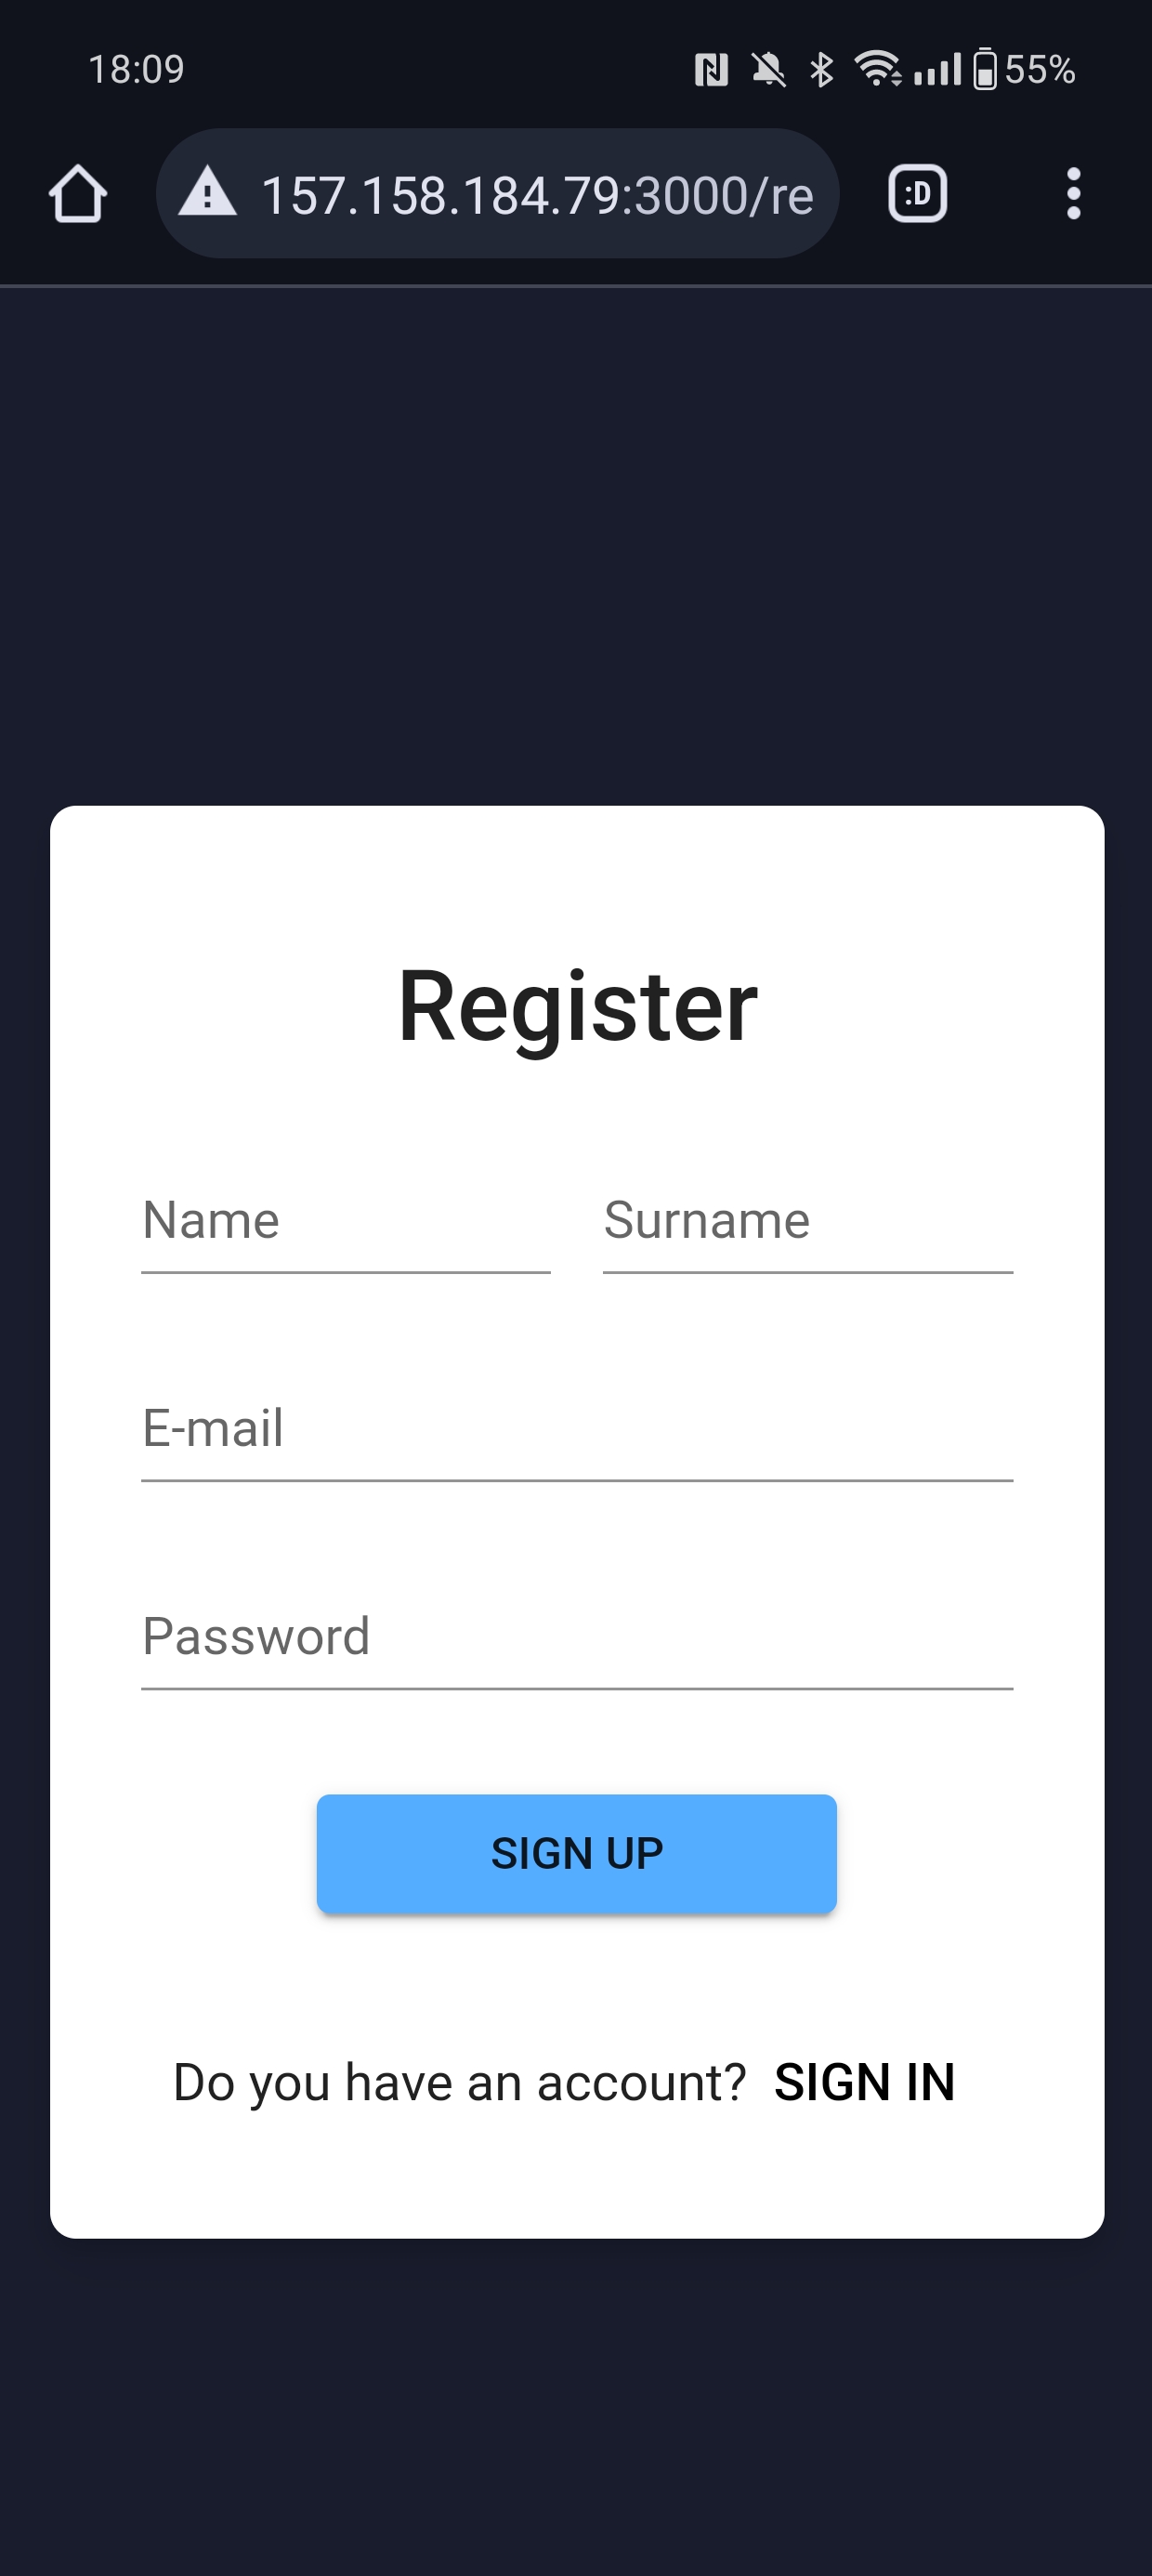 18:09 55%
157.158.184.79:3000/re :D
Register
Name Surname
E-mail
Password
SIGN UP
Do you have an account? SIGN IN